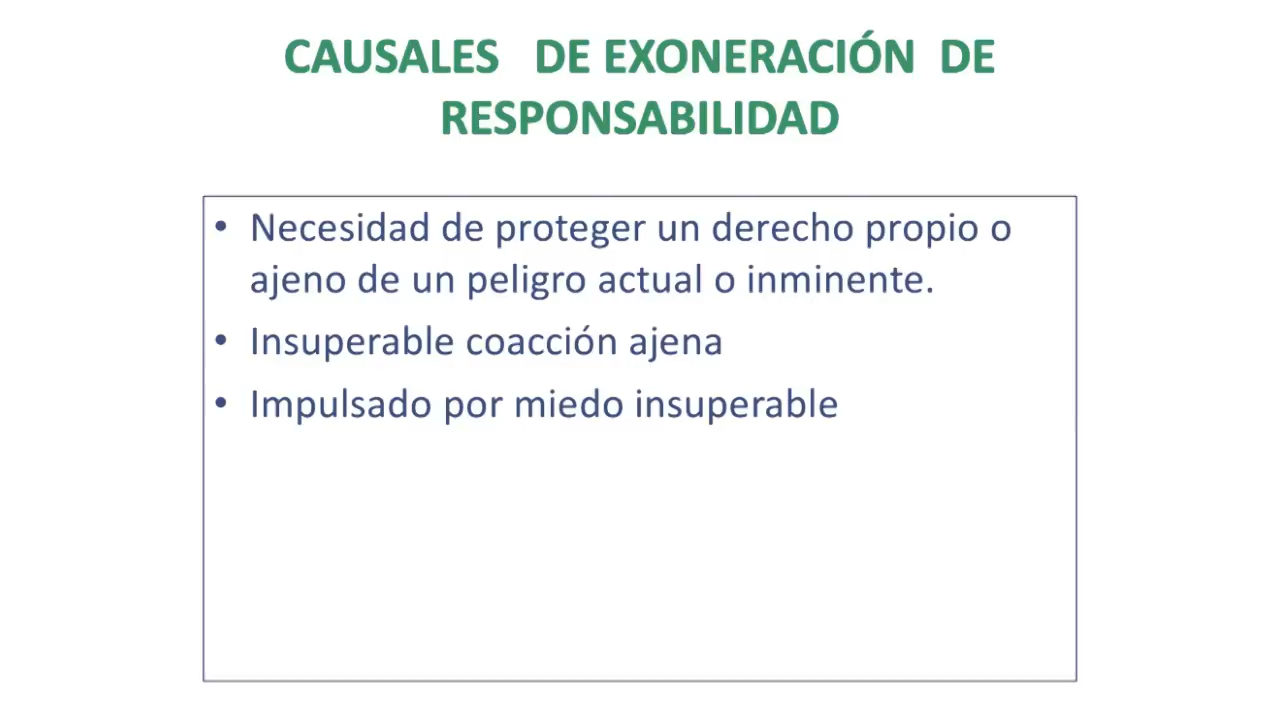 CAUSALES DE EXONERACIÓN DE
RESPONSABILIDAD
• Necesidad de proteger un derecho propio o
ajeno de un peligro actual o inminente.
• Insuperable coacción ajena
• Impulsado por miedo insuperable